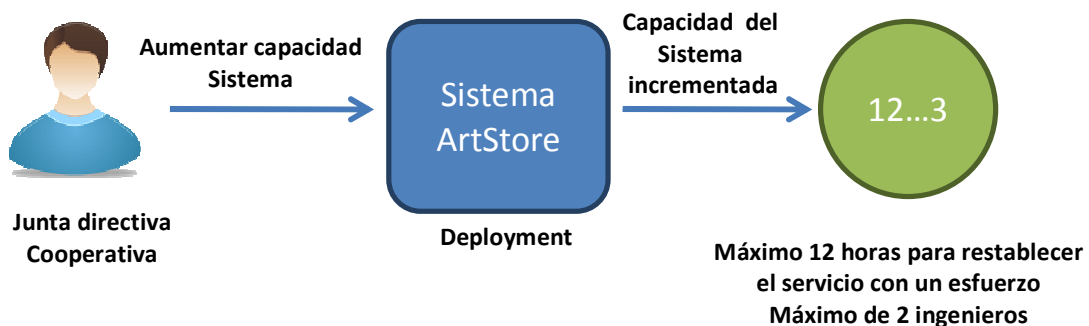 Aumentar capacidad
Sistema
Capacidad del
Sistema
incrementada
Sistema
ArtStore
12...3
Junta directiva
Cooperativa
Deployment
Máximo 12 horas para restablecer
el servicio con un esfuerzo
Máximo de 2 ingenieros